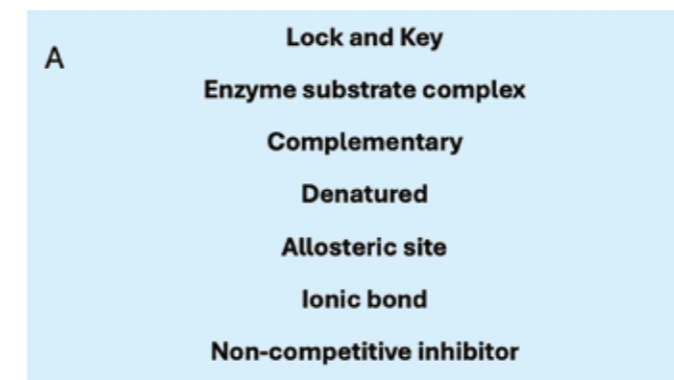 A
Lock and Key
Enzyme substrate complex
Complementary
Denatured
Allosteric site
Ionic bond
Non-competitive inhibitor